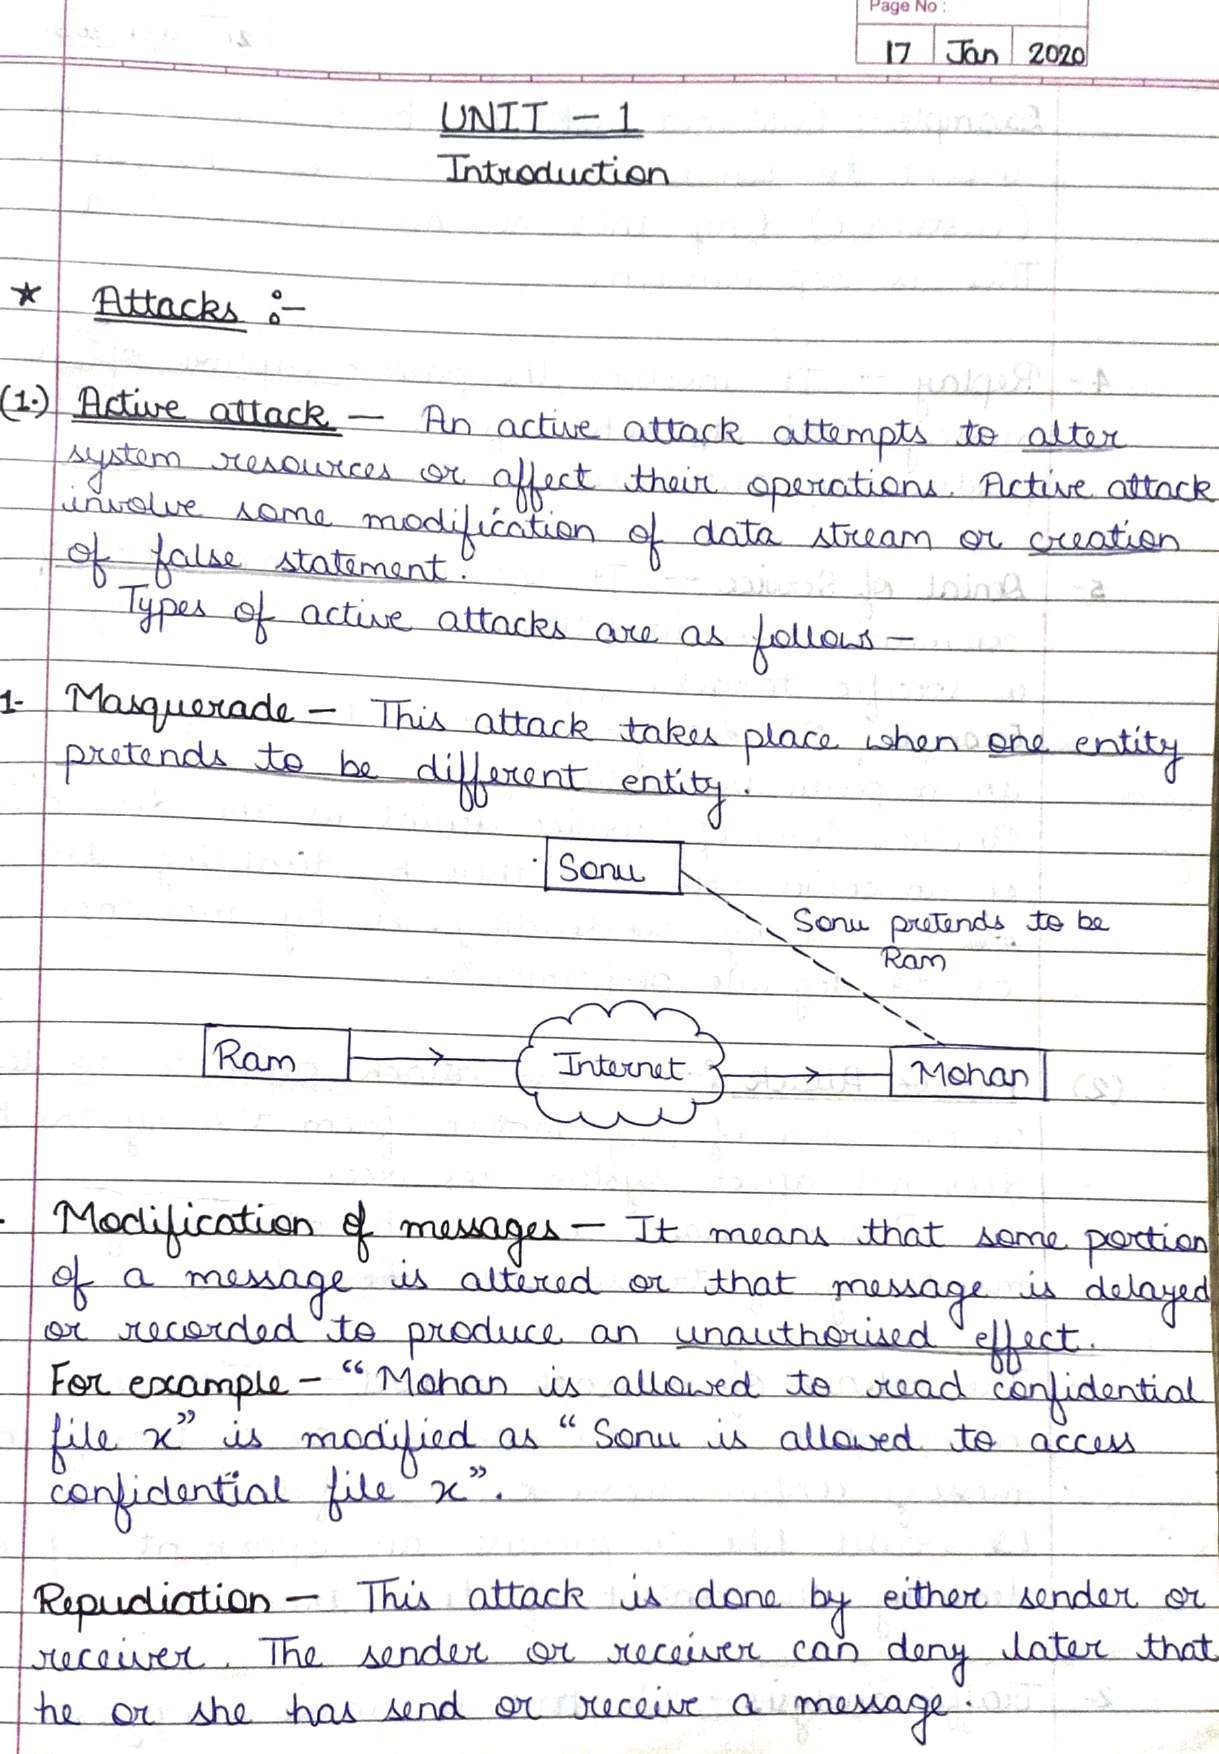 Page No :
17 Jan 2020
UNIT - 1
Introduction
★ Attacks :-
(1.) Active attack — An active attack attempts to alter
system resources or affect their operations. Active attack
involve some modification of data stream or creation
of false statement.
Types of active attacks are as follows -
1- Masquerade - This attack takes place when one entity
pretends to be different entity.
Sonu
Sonu pretends to be
Ram
Ram
Internet
Mohan
Modification of messages - It means that some portion
of a message is altered or that message is delayed
or recorded to produce an unauthorised effect.
For example - "Mohan is allowed to read confidential
file x" is modified as "Sonu is allowed to access
confidential file x".
Repudiation - This attack is done by either sender or
receiver. The sender or receiver can deny later that
he or she has send or receive a message.